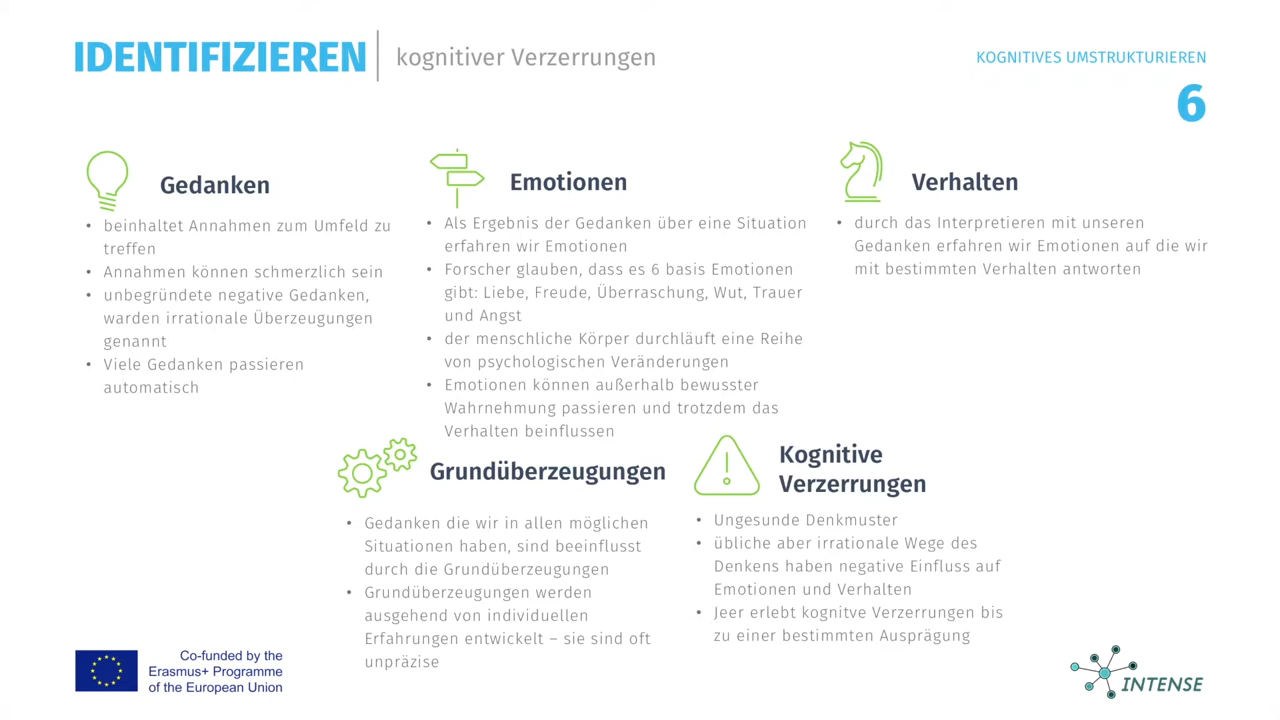 IDENTIFIZIEREN
kognitiver Verzerrungen
KOGNITIVES UMSTRUKTURIEREN
6
Gedanken
• beinhaltet Annahmen zum Umfeld zu
treffen
• Annahmen können schmerzlich sein
• unbegründete negative Gedanken,
warden irrationale Überzeugungen
genannt
• Viele Gedanken passieren
automatisch
Emotionen
• Als Ergebnis der Gedanken über eine Situation
erfahren wir Emotionen
• Forscher glauben, dass es 6 basis Emotionen
gibt: Liebe, Freude, Überraschung, Wut, Trauer
und Angst
• der menschliche Körper durchläuft eine Reihe
von psychologischen Veränderungen
• Emotionen können außerhalb bewusster
Wahrnehmung passieren und trotzdem das
Verhalten beinflussen
Verhalten
• durch das Interpretieren mit unseren
Gedanken erfahren wir Emotionen auf die wir
mit bestimmten Verhalten antworten
Grundüberzeugungen
• Gedanken die wir in allen möglichen
Situationen haben, sind beeinflusst
durch die Grundüberzeugungen
• Grundüberzeugungen werden
ausgehend von individuellen
Erfahrungen entwickelt – sie sind oft
unpräzise
Kognitive
Verzerrungen
• Ungesunde Denkmuster
• übliche aber irrationale Wege des
Denkens haben negative Einfluss auf
Emotionen und Verhalten
• Jeer erlebt kognitve Verzerrungen bis
zu einer bestimmten Ausprägung
Co-funded by the
Erasmus+ Programme
of the European Union
INTENSE